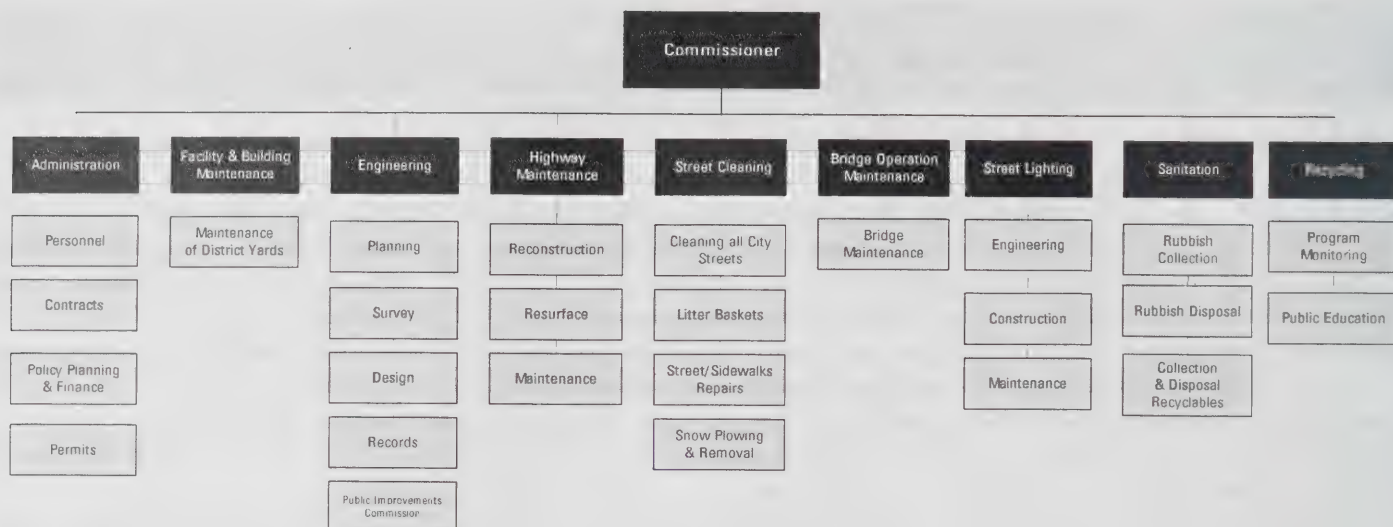 Commissioner
Administration
Personnel
Contracts
Policy Planning
& Finance
Permits
Facility & Building
Maintenance
Maintenance
of District Yards
Engineering
Planning
Survey
Design
Records
Public Improvements
Commission
Highway
Maintenance
Reconstruction
Resurface
Maintenance
Street Cleaning
Cleaning all City
Streets
Litter Baskets
Street/Sidewalks
Repairs
Snow Plowing
& Removal
Bridge Operation
Maintenance
Bridge
Maintenance
Street Lighting
Engineering
Construction
Maintenance
Sanitation
Rubbish
Collection
Rubbish Disposal
Collection
& Disposal
Recyclables
Recycling
Program
Monitoring
Public Education